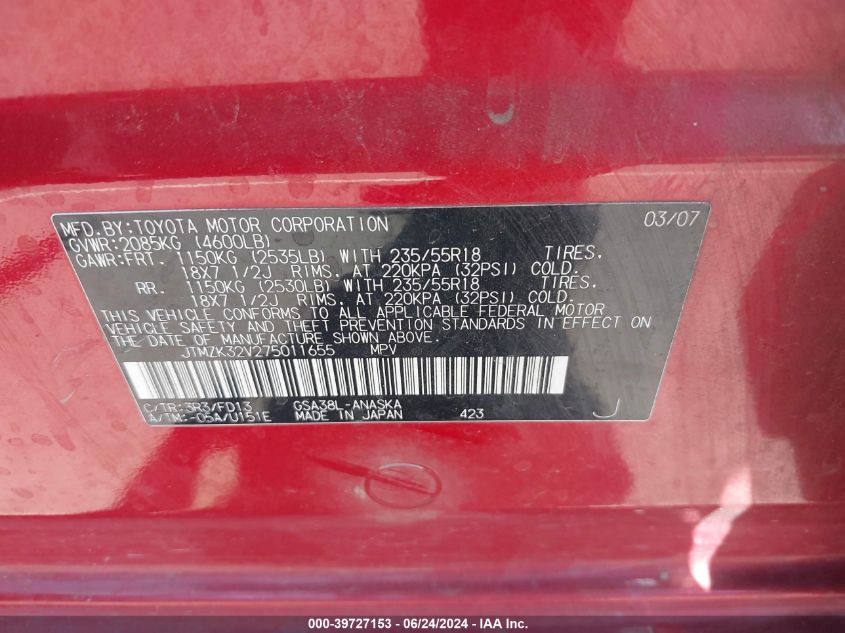 MFD.BY:TOYOTA MOTOR CORPORATION 03/07
GVWR:2085KG (4600LB)
GAWR:FRT. 1150KG (2535LB) WITH 235/55R18 TIRES.
18X7 1/2J RIMS. AT 220KPA (32PSI) COLD.
RR. 1150KG (2530LB) WITH 235/55R18 TIRES.
18X7 1/2J RIMS. AT 220KPA (32PSI) COLD.
THIS VEHICLE CONFORMS TO ALL APPLICABLE FEDERAL MOTOR
VEHICLE SAFETY AND THEFT PREVENTION STANDARDS IN EFFECT ON
THE DATE OF MANUFACTURE SHOWN ABOVE.
JTMZK32V275011655 MPV
C/TR:3R3/FD13 GSA38L-ANASKA
A/TM:-05A/U151E MADE IN JAPAN 423 J
000-39727153 - 06/24/2024 - IAA Inc.